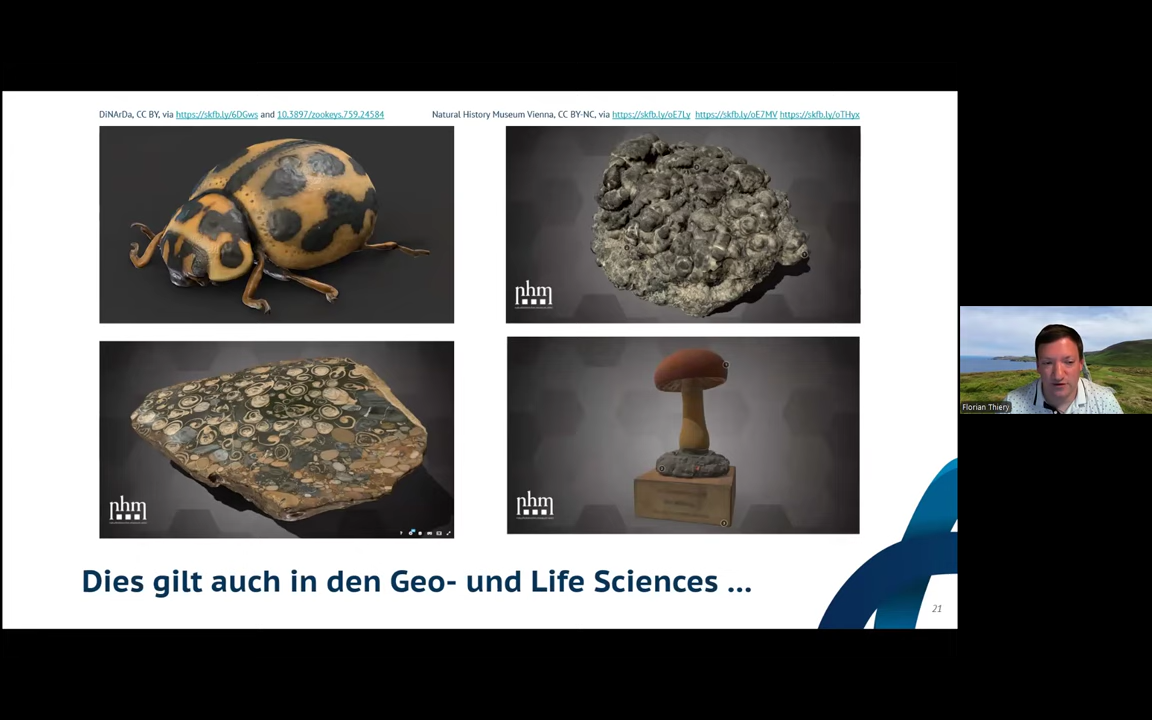 DiNArDa, CC BY, via https://skfb.ly/6DGws and 10.3897/zookeys.759.24584
Natural History Museum Vienna, CC BY-NC, via https://skfb.ly/oE7Ly https://skfb.ly/oE7MV https://skfb.ly/oTHyx
nhm
nhm
nhm
Florian Thiery
Dies gilt auch in den Geo- und Life Sciences ...
21